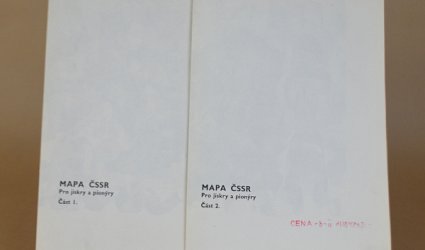 MAPA ČSSR
Pro jiskry a pionýry
Část 1.
MAPA ČSSR
Pro jiskry a pionýry
Část 2.
CENA